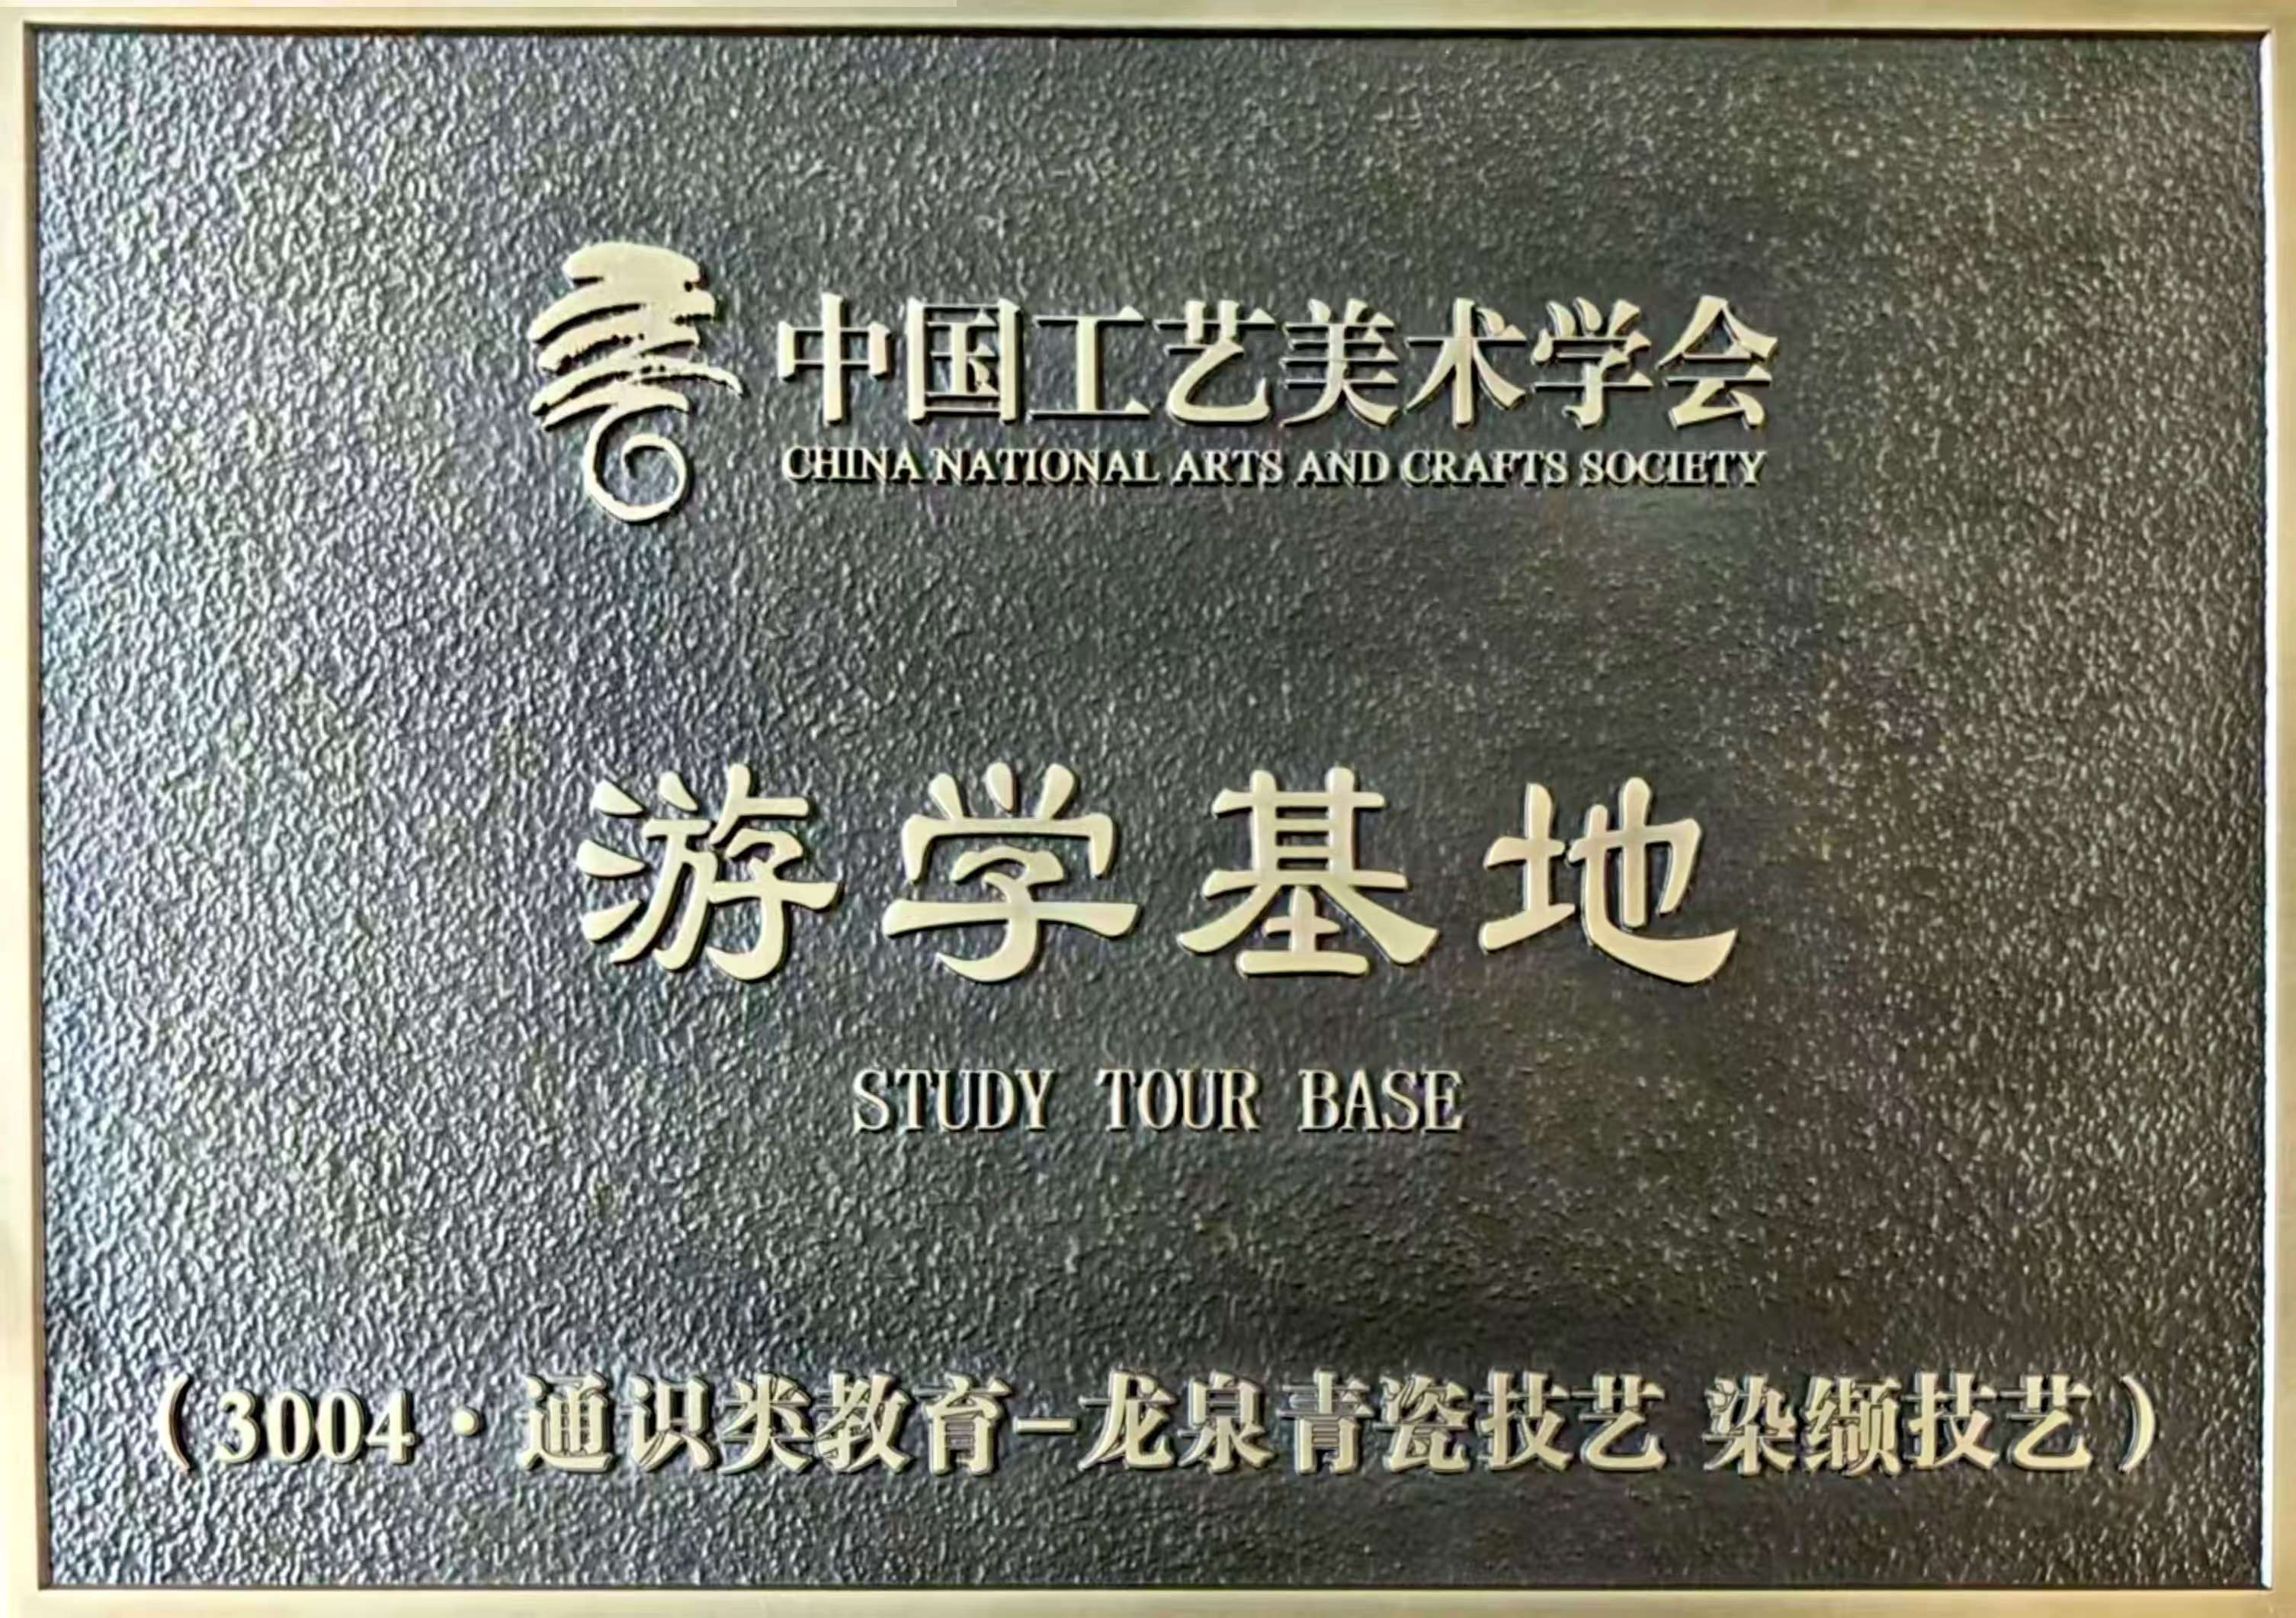 中国工艺美术学会
CHINA NATIONAL ARTS AND CRAFTS SOCIETY
游学基地
STUDY TOUR BASE
（3004·通识类教育-龙泉青瓷技艺 染缬技艺）